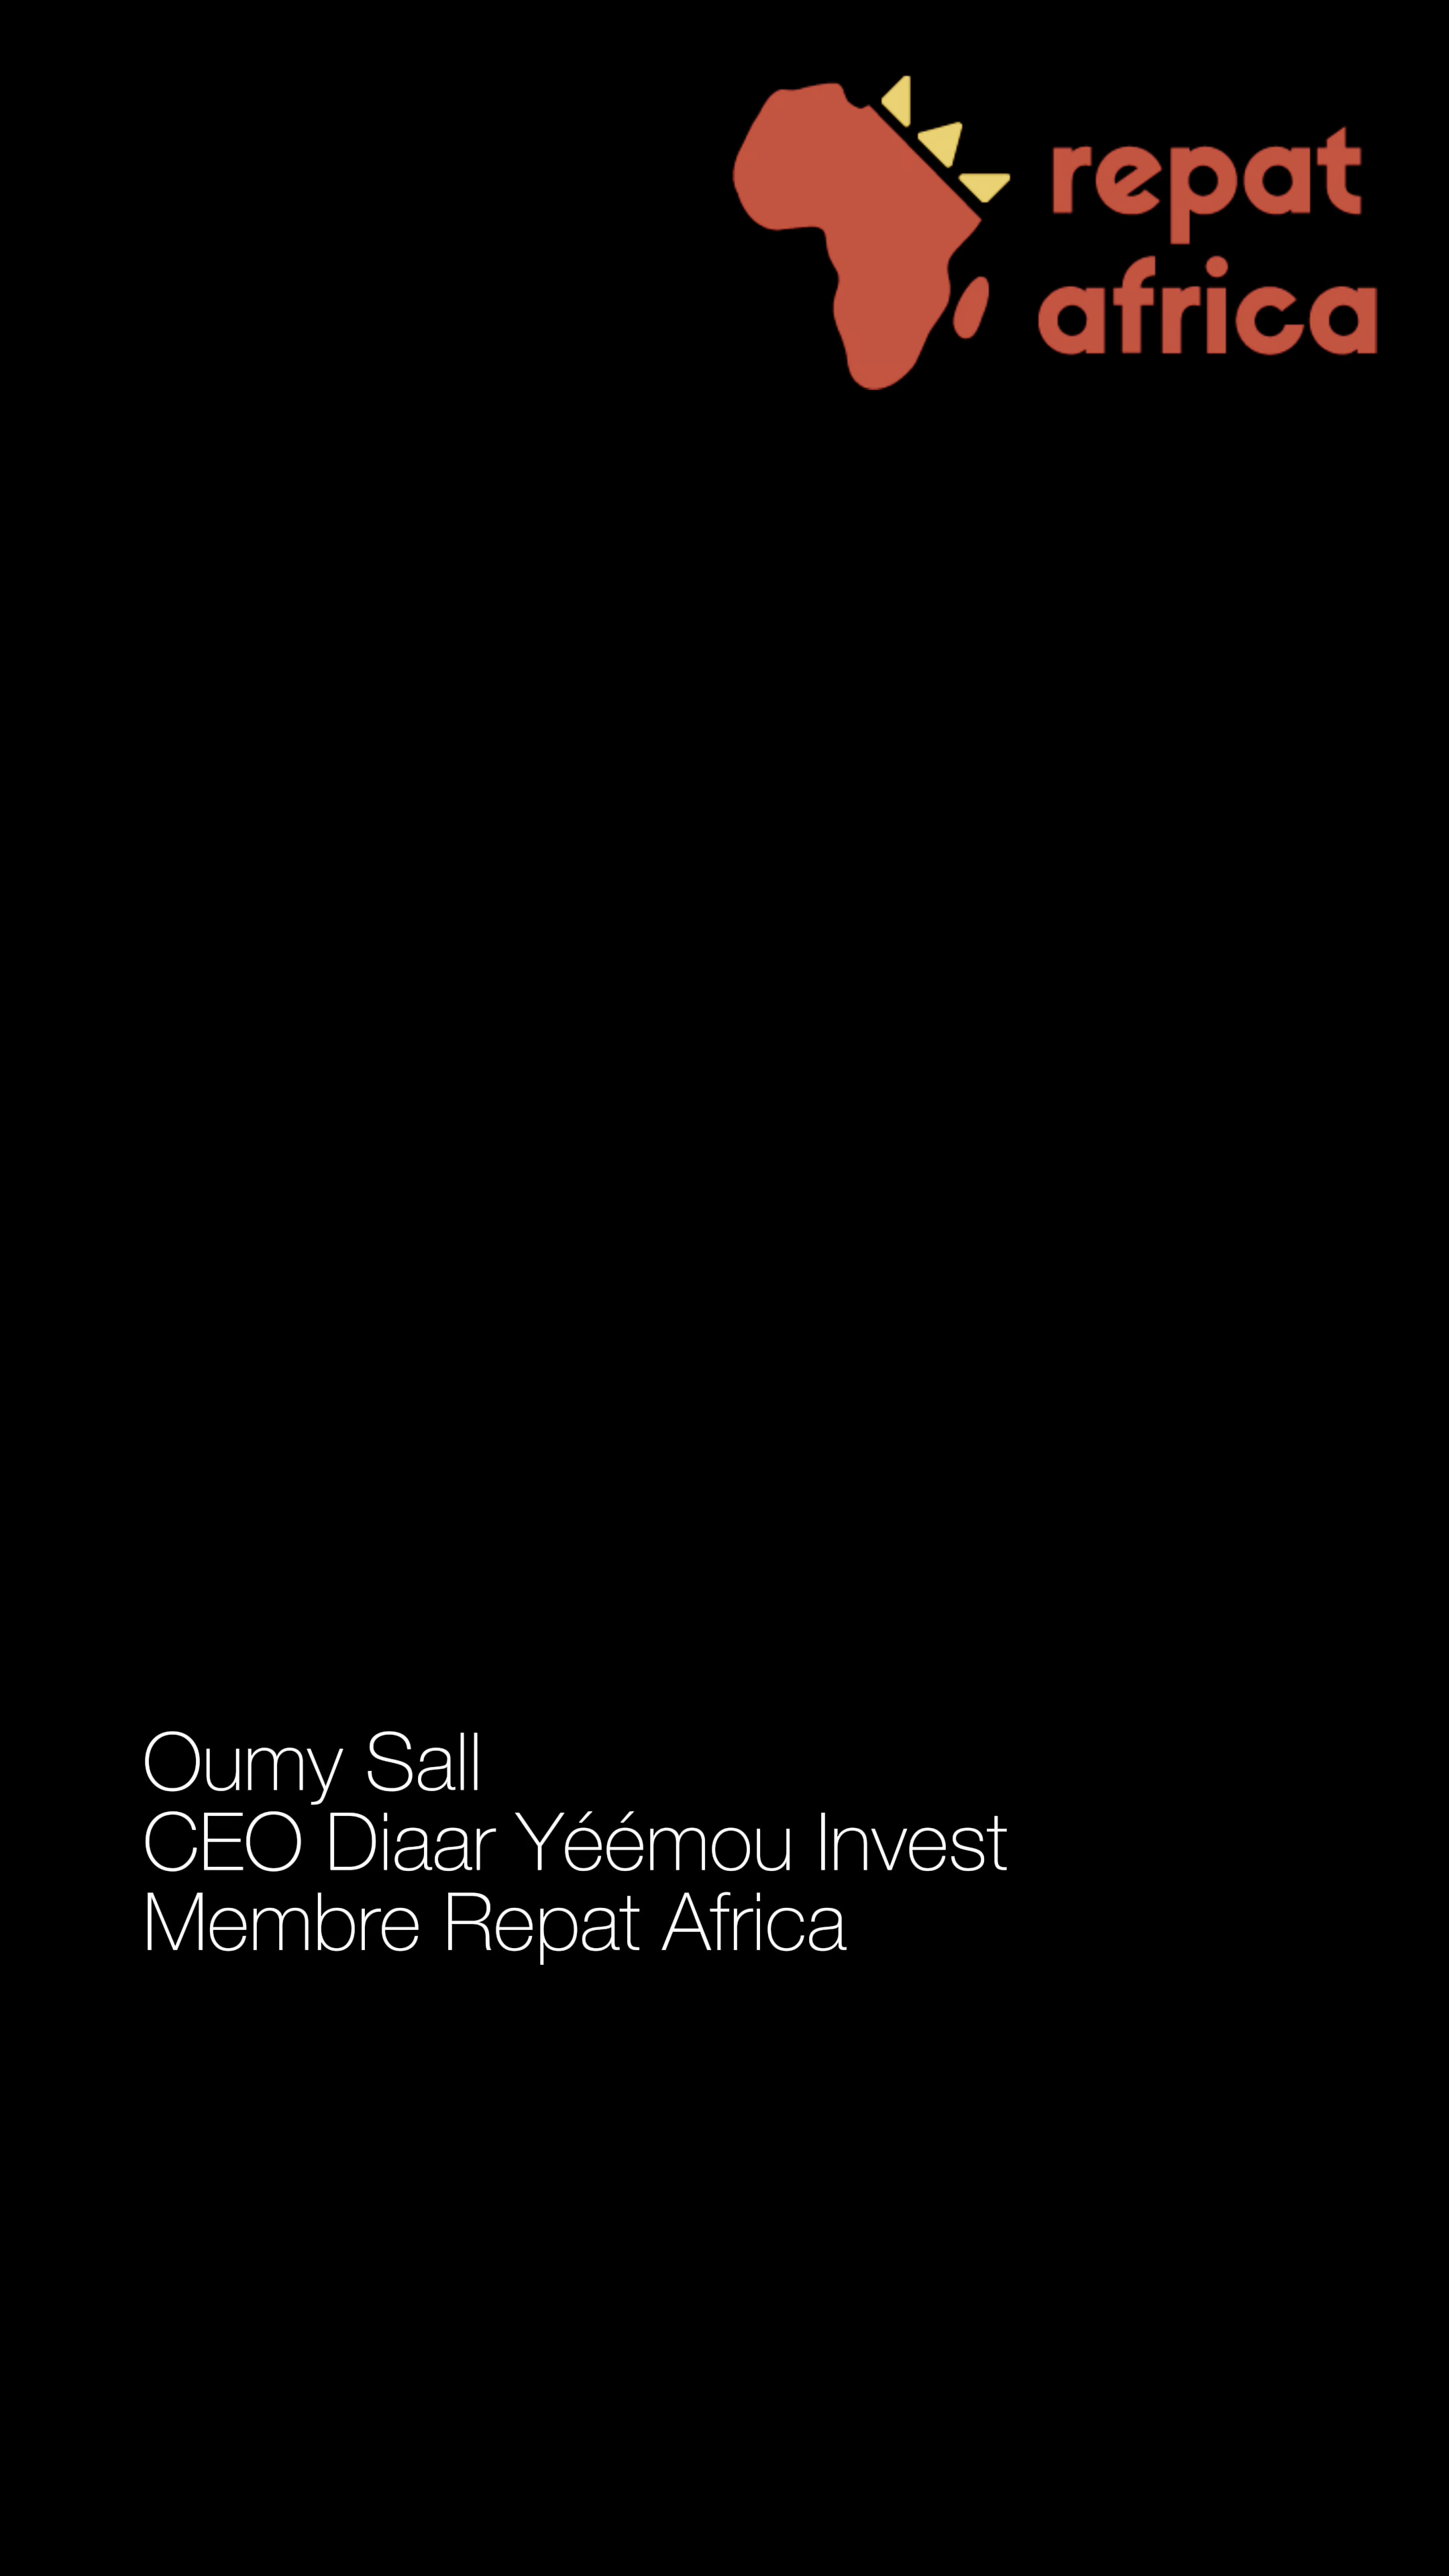 repat
africa
Oumy Sall
CEO Diaar Yéémou Invest
Membre Repat Africa